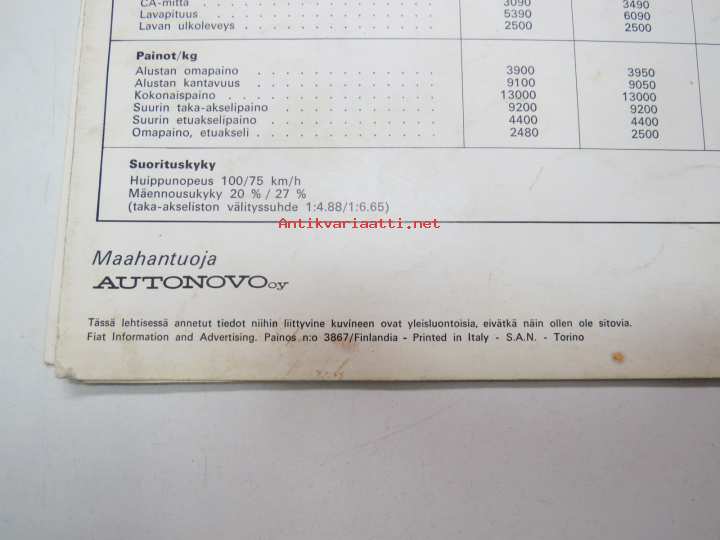 CA-mitta . . . . . . . . . . . . . . 3090 3490
Lavapituus . . . . . . . . . . . . . 5390 6090
Lavan ulkoleveys . . . . . . . . . . . . 2500 2500
Painot/kg
Alustan omapaino . . . . . . . . . . . . 3900 3950
Alustan kantavuus . . . . . . . . . . . . 9100 9050
Kokonaispaino . . . . . . . . . . . . . 13000 13000
Suurin taka-akselipaino . . . . . . . . . . 9200 9200
Suurin etuakselipaino . . . . . . . . . . . 4400 4400
Omapaino, etuakseli . . . . . . . . . . . . 2480 2500
Suorituskyky
Huippunopeus 100/75 km/h
Mäennousukyky 20 % / 27 %
(taka-akseliston välityssuhde 1:4.88/1:6.65)
Antikvariaatti.net
Maahantuoja
AUTONOVO oy
Tässä lehtisessä annetut tiedot niihin liittyvine kuvineen ovat yleisluontoisia, eivätkä näin ollen ole sitovia.
Fiat Information and Advertising. Painos n:o 3867/Finlandia - Printed in Italy - S.A.N. - Torino